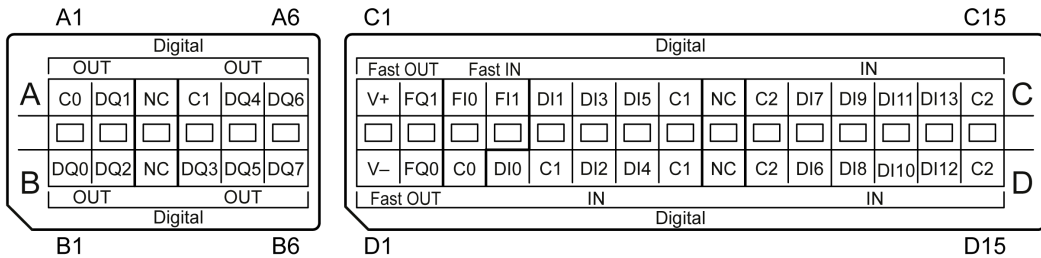 A1 A6 C1 C15
Digital Digital
OUT OUT Fast OUT Fast IN IN
A C0 DQ1 NC C1 DQ4 DQ6 V+ FQ1 FI0 FI1 DI1 DI3 DI5 C1 NC C2 DI7 DI9 DI11 DI13 C2 C
B DQ0 DQ2 NC DQ3 DQ5 DQ7 V– FQ0 C0 DI0 C1 DI2 DI4 C1 NC C2 DI6 DI8 DI10 DI12 C2 D
OUT OUT Fast OUT IN IN
Digital Digital
B1 B6 D1 D15